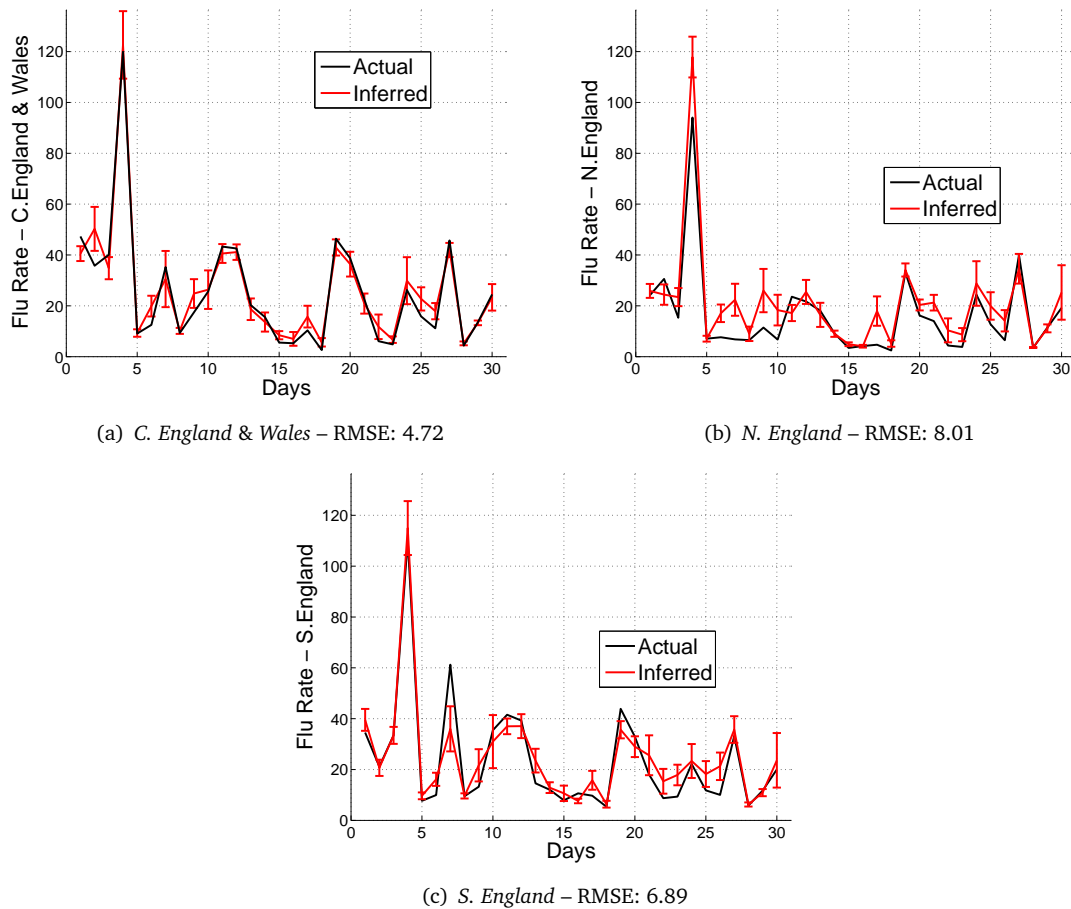 120
100
80
60
40
20
0
Flu Rate – C.England & Wales
Actual
Inferred
0 5 10 15 20 25 30
Days
(a) C. England & Wales – RMSE: 4.72
120
100
80
60
40
20
0
Flu Rate – N.England
Actual
Inferred
0 5 10 15 20 25 30
Days
(b) N. England – RMSE: 8.01
120
100
80
60
40
20
0
Flu Rate – S.England
Actual
Inferred
0 5 10 15 20 25 30
Days
(c) S. England – RMSE: 6.89